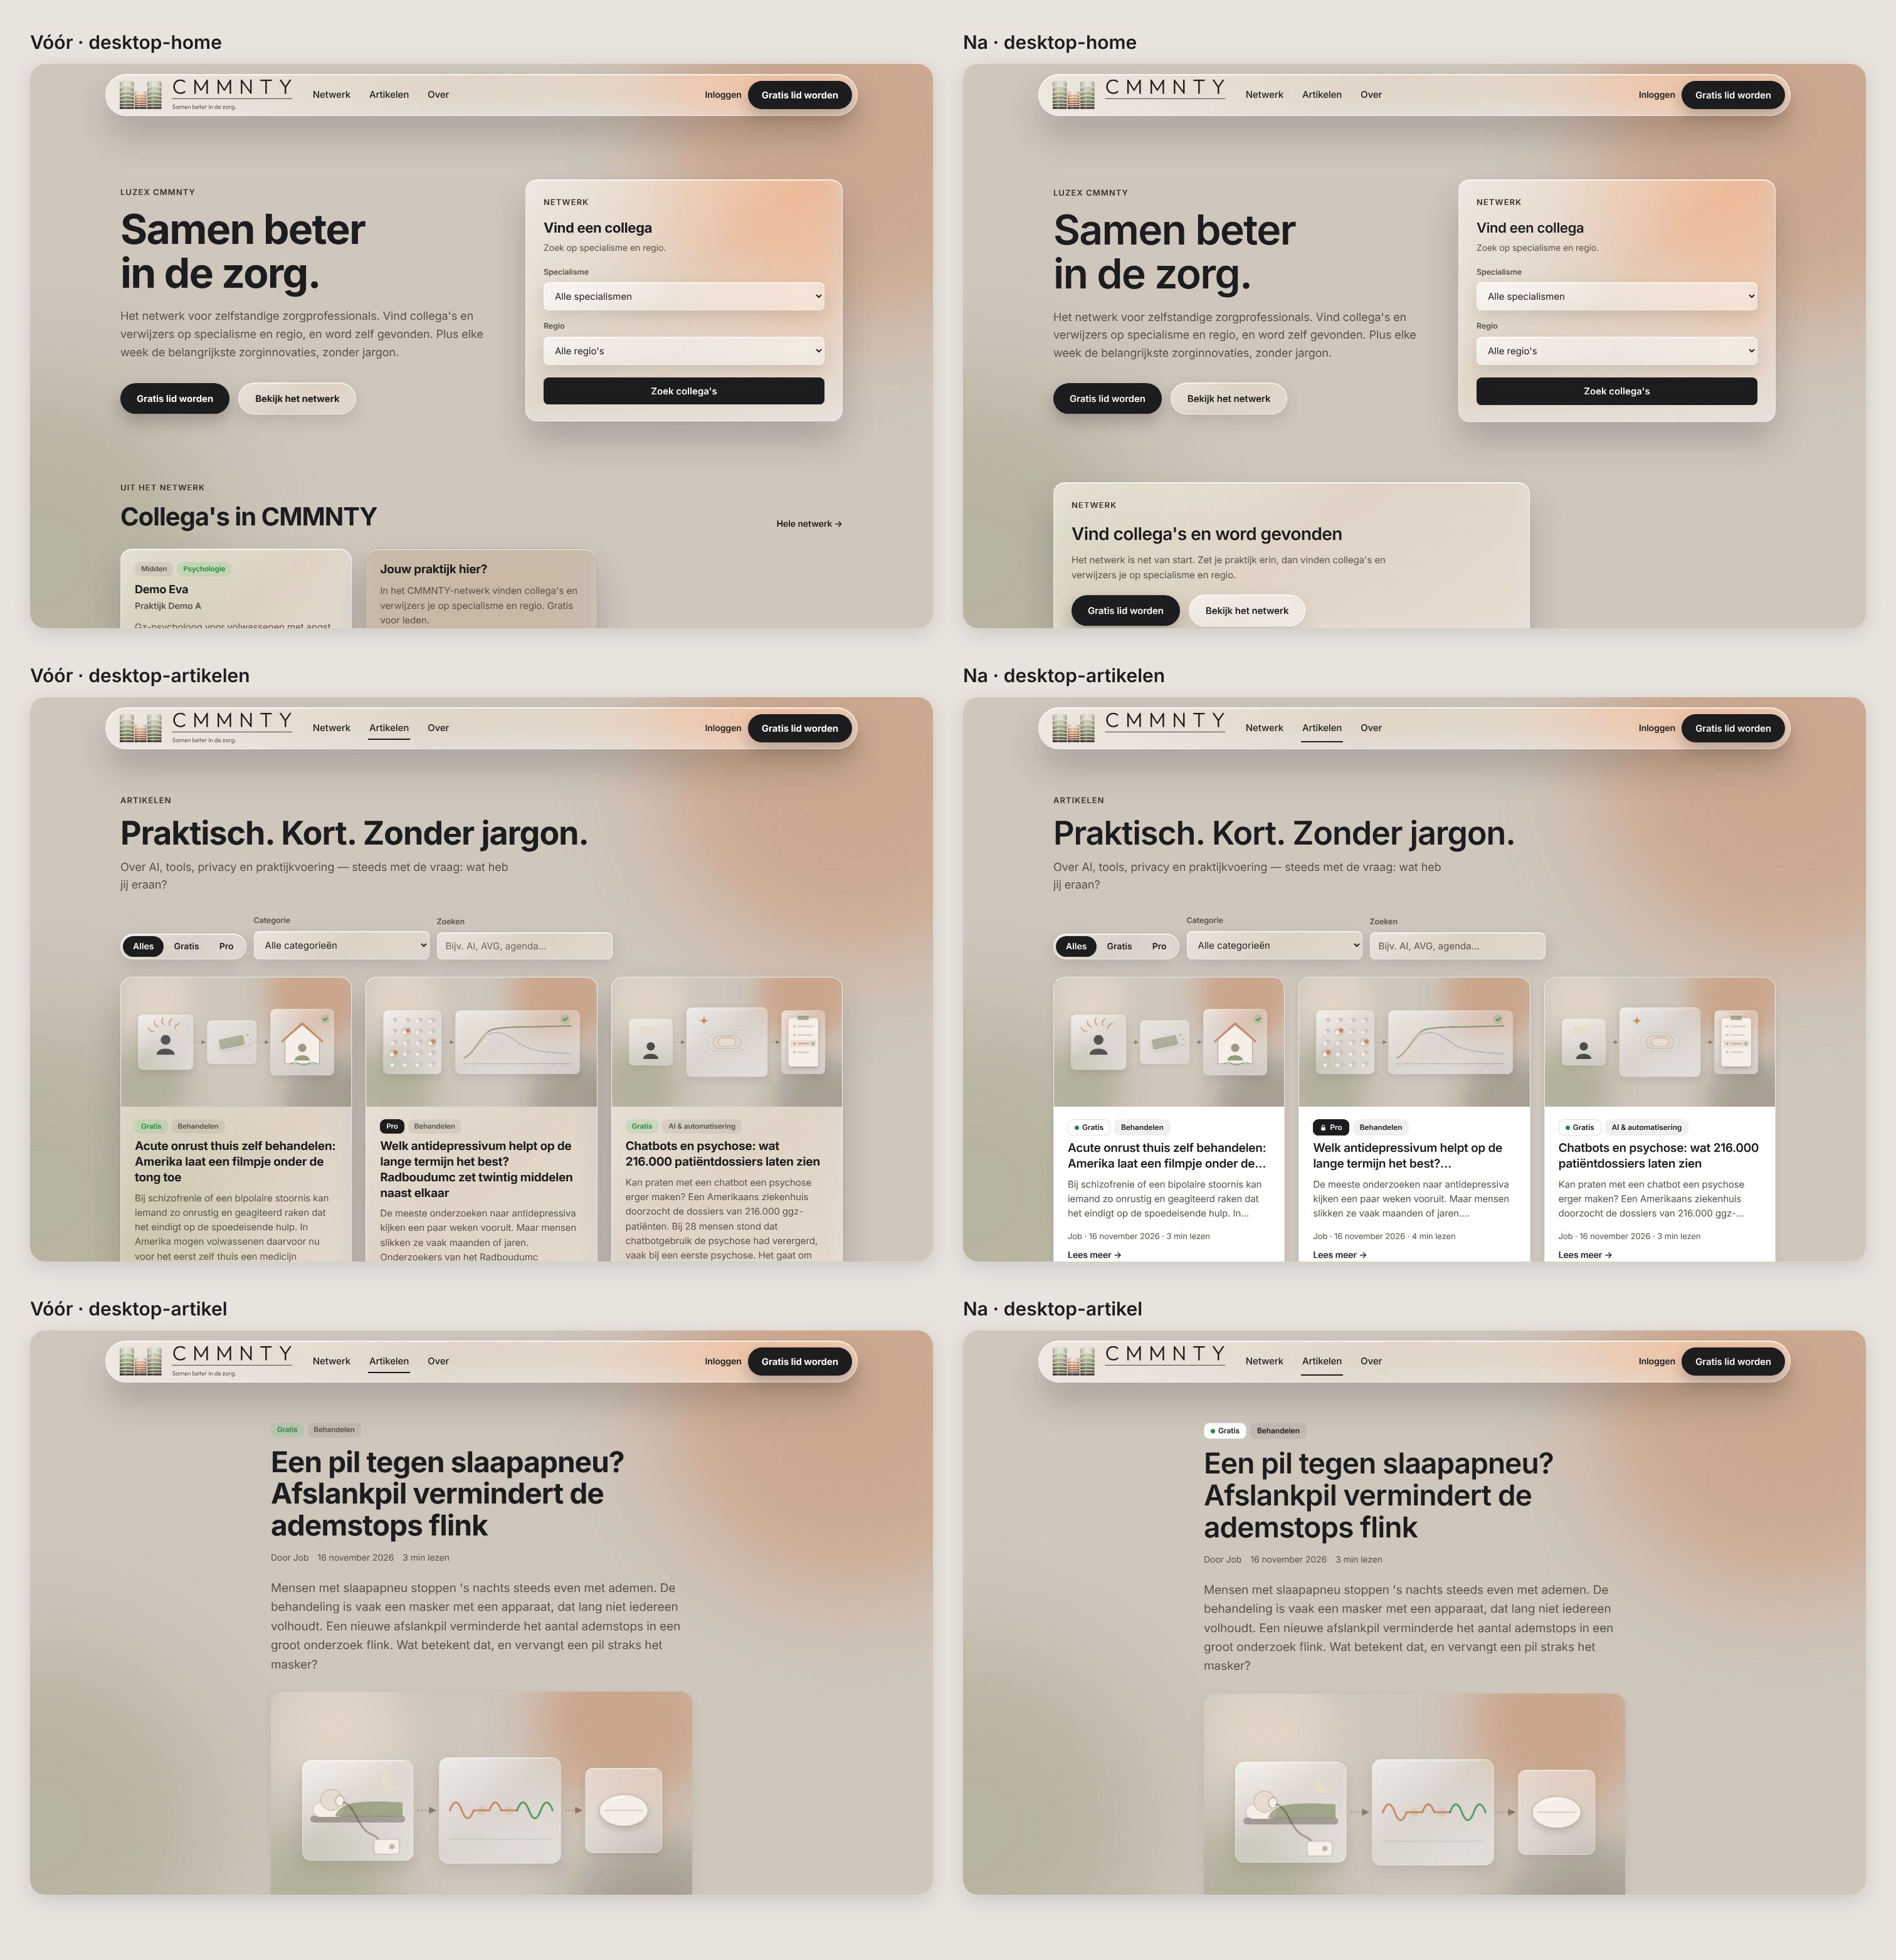 Vóór · desktop-home
CMMNTY
Samen beter in de zorg.
Netwerk Artikelen Over
Inloggen Gratis lid worden
LUZEX CMMNTY
Samen beter
in de zorg.
Het netwerk voor zelfstandige zorgprofessionals. Vind collega's en
verwijzers op specialisme en regio, en word zelf gevonden. Plus elke
week de belangrijkste zorginnovaties, zonder jargon.
Gratis lid worden Bekijk het netwerk
NETWERK
Vind een collega
Zoek op specialisme en regio.
Specialisme
Alle specialismen
Regio
Alle regio's
Zoek collega's
UIT HET NETWERK
Collega's in CMMNTY
Hele netwerk →
Midden Psychologie
Demo Eva
Praktijk Demo A
Gz-psycholoog voor volwassenen met angst
Jouw praktijk hier?
In het CMMNTY-netwerk vinden collega's en
verwijzers je op specialisme en regio. Gratis
voor leden.
Na · desktop-home
CMMNTY
Netwerk Artikelen Over
Inloggen Gratis lid worden
LUZEX CMMNTY
Samen beter
in de zorg.
Het netwerk voor zelfstandige zorgprofessionals. Vind collega's en
verwijzers op specialisme en regio, en word zelf gevonden. Plus elke
week de belangrijkste zorginnovaties, zonder jargon.
Gratis lid worden Bekijk het netwerk
NETWERK
Vind een collega
Zoek op specialisme en regio.
Specialisme
Alle specialismen
Regio
Alle regio's
Zoek collega's
NETWERK
Vind collega's en word gevonden
Het netwerk is net van start. Zet je praktijk erin, dan vinden collega's en
verwijzers je op specialisme en regio.
Gratis lid worden Bekijk het netwerk
Vóór · desktop-artikelen
CMMNTY
Samen beter in de zorg.
Netwerk Artikelen Over
Inloggen Gratis lid worden
ARTIKELEN
Praktisch. Kort. Zonder jargon.
Over AI, tools, privacy en praktijkvoering — steeds met de vraag: wat heb
jij eraan?
Categorie Zoeken
Alles Gratis Pro Alle categorieën Bijv. AI, AVG, agenda...
Gratis Behandelen
Acute onrust thuis zelf behandelen:
Amerika laat een filmpje onder de
tong toe
Bij schizofrenie of een bipolaire stoornis kan
iemand zo onrustig en geagiteerd raken dat
het eindigt op de spoedeisende hulp. In
Amerika mogen volwassenen daarvoor nu
voor het eerst zelf thuis een medicijn
Pro Behandelen
Welk antidepressivum helpt op de
lange termijn het best?
Radboudumc zet twintig middelen
naast elkaar
De meeste onderzoeken naar antidepressiva
kijken een paar weken vooruit. Maar mensen
slikken ze vaak maanden of jaren.
Onderzoekers van het Radboudumc
Gratis AI & automatisering
Chatbots en psychose: wat
216.000 patiëntdossiers laten zien
Kan praten met een chatbot een psychose
erger maken? Een Amerikaans ziekenhuis
doorzocht de dossiers van 216.000 ggz-
patiënten. Bij 28 mensen stond dat
chatbotgebruik de psychose had verergerd,
vaak bij een eerste psychose. Het gaat om
Na · desktop-artikelen
CMMNTY
Netwerk Artikelen Over
Inloggen Gratis lid worden
ARTIKELEN
Praktisch. Kort. Zonder jargon.
Over AI, tools, privacy en praktijkvoering — steeds met de vraag: wat heb
jij eraan?
Categorie Zoeken
Alles Gratis Pro Alle categorieën Bijv. AI, AVG, agenda...
Gratis Behandelen
Acute onrust thuis zelf behandelen:
Amerika laat een filmpje onder de...
Bij schizofrenie of een bipolaire stoornis kan
iemand zo onrustig en geagiteerd raken dat
het eindigt op de spoedeisende hulp. In...
Job · 16 november 2026 · 3 min lezen
Lees meer →
Pro Behandelen
Welk antidepressivum helpt op de
lange termijn het best?...
De meeste onderzoeken naar antidepressiva
kijken een paar weken vooruit. Maar mensen
slikken ze vaak maanden of jaren....
Job · 16 november 2026 · 4 min lezen
Lees meer →
Gratis AI & automatisering
Chatbots en psychose: wat 216.000
patiëntdossiers laten zien
Kan praten met een chatbot een psychose
erger maken? Een Amerikaans ziekenhuis
doorzocht de dossiers van 216.000 ggz-...
Job · 16 november 2026 · 3 min lezen
Lees meer →
Vóór · desktop-artikel
CMMNTY
Samen beter in de zorg.
Netwerk Artikelen Over
Inloggen Gratis lid worden
Gratis Behandelen
Een pil tegen slaapapneu?
Afslankpil vermindert de
ademstops flink
Door Job 16 november 2026 3 min lezen
Mensen met slaapapneu stoppen 's nachts steeds even met ademen. De
behandeling is vaak een masker met een apparaat, dat lang niet iedereen
volhoudt. Een nieuwe afslankpil verminderde het aantal ademstops in een
groot onderzoek flink. Wat betekent dat, en vervangt een pil straks het
masker?
Na · desktop-artikel
CMMNTY
Netwerk Artikelen Over
Inloggen Gratis lid worden
Gratis Behandelen
Een pil tegen slaapapneu?
Afslankpil vermindert de
ademstops flink
Door Job 16 november 2026 3 min lezen
Mensen met slaapapneu stoppen 's nachts steeds even met ademen. De
behandeling is vaak een masker met een apparaat, dat lang niet iedereen
volhoudt. Een nieuwe afslankpil verminderde het aantal ademstops in een
groot onderzoek flink. Wat betekent dat, en vervangt een pil straks het
masker?